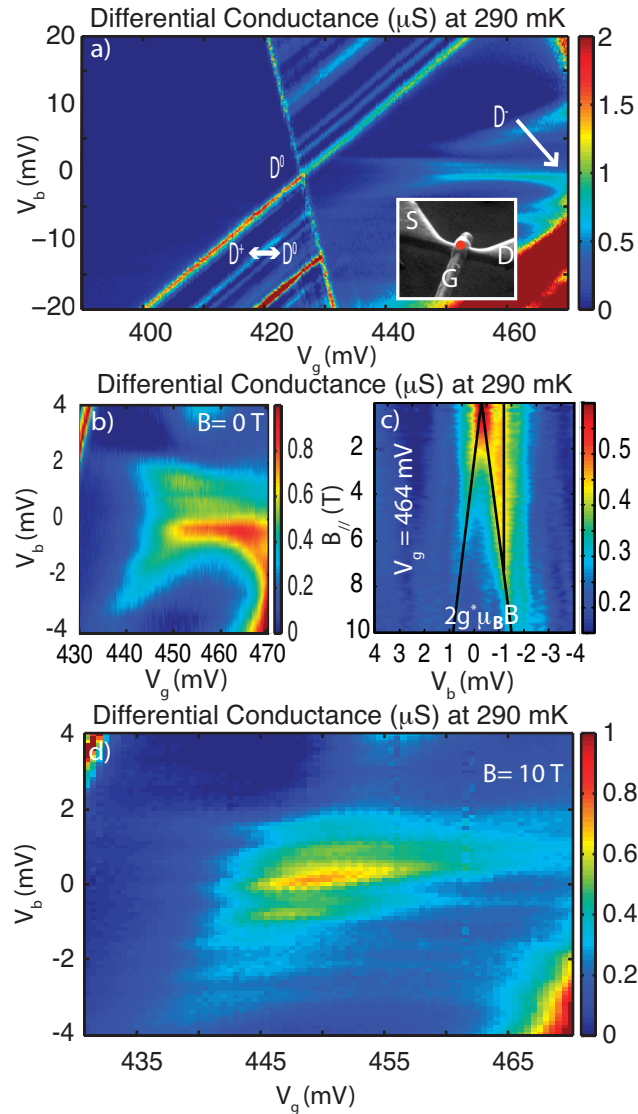 Differential Conductance (μS) at 290 mK
a)
20
10
0
−10
−20
V_b (mV)
D⁰
D⁺ ↔ D⁰
D⁻
S
G
D
400
420
440
460
V_g (mV)
2
1.5
1
0.5
0
Differential Conductance (μS) at 290 mK
b)
B= 0 T
4
2
0
-2
-4
V_b (mV)
430
440
450
460
470
V_g (mV)
0.8
0.6
0.4
0.2
0
c)
V_g = 464 mV
2g*μ_B B
B_// (T)
2
4
6
8
10
4 3 2 1 0 -1 -2 -3 -4
V_b (mV)
0.5
0.4
0.3
0.2
Differential Conductance (μS) at 290 mK
d)
B= 10 T
4
2
0
-2
-4
V_b (mV)
435
445
455
465
V_g (mV)
1
0.8
0.6
0.4
0.2
0